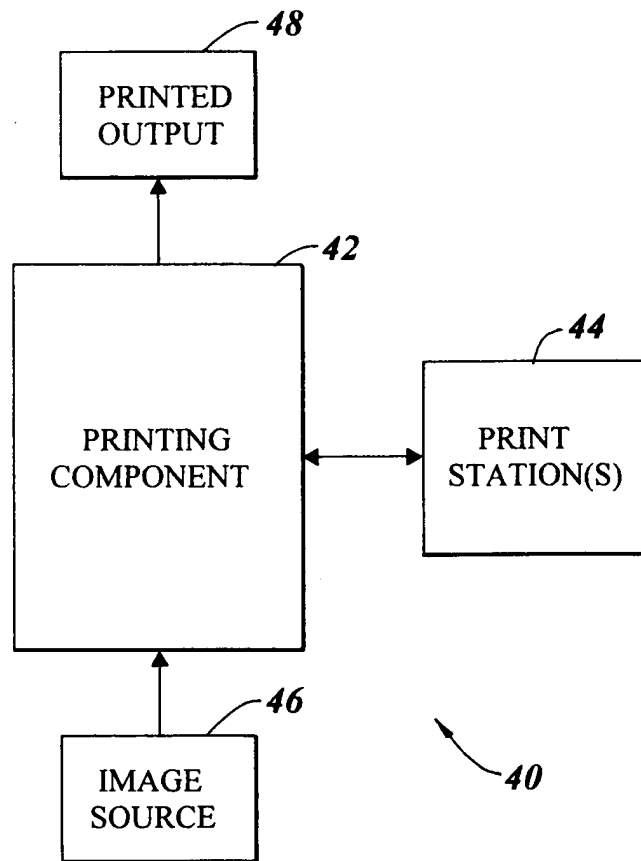 48
PRINTED
OUTPUT
42
44
PRINTING
COMPONENT
PRINT
STATION(S)
46
IMAGE
SOURCE
40